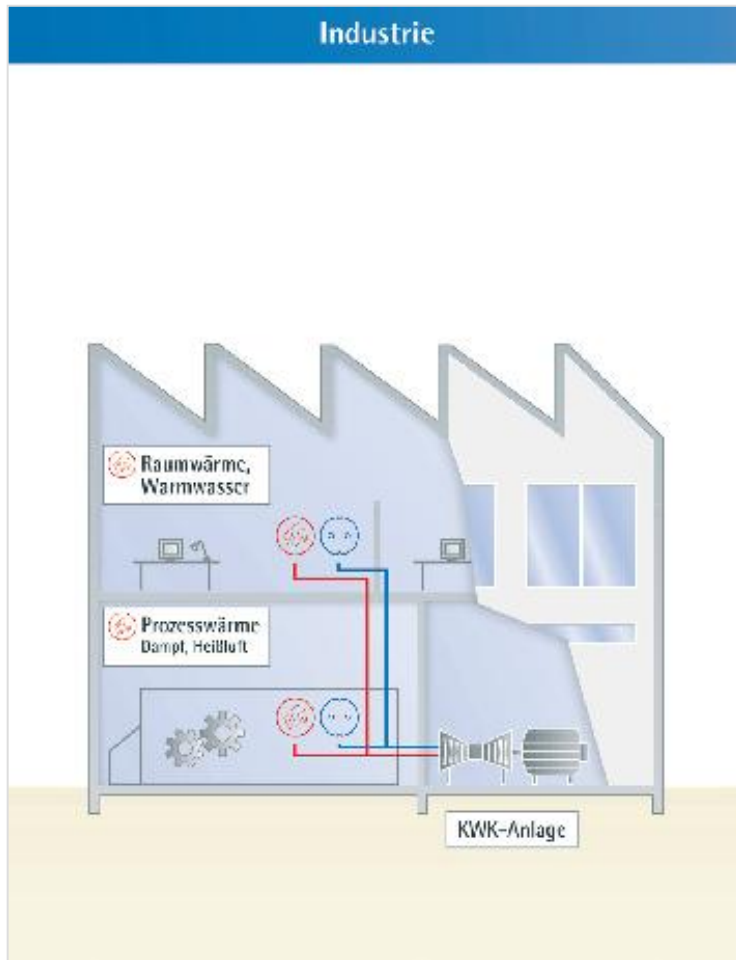 Industrie
Raumwärme,
Warmwasser
Prozesswärme
Dampf, Heißluft
KWK-Anlage